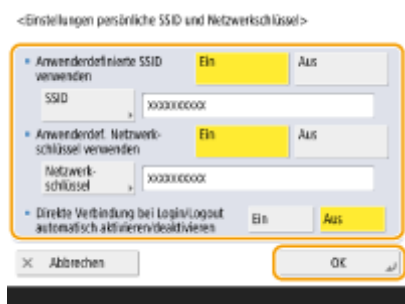 <Einstellungen persönliche SSID und Netzwerkschlüssel>
Anwenderdefinierte SSID
verwenden
Ein
Aus
SSID
xxxxxxxxxx
Anwenderdef. Netzwerk-
schlüssel verwenden
Ein
Aus
Netzwerk-
schlüssel
xxxxxxxxxx
Direkte Verbindung bei Login/Logout
automatisch aktivieren/deaktivieren
Ein
Aus
× Abbrechen
OK